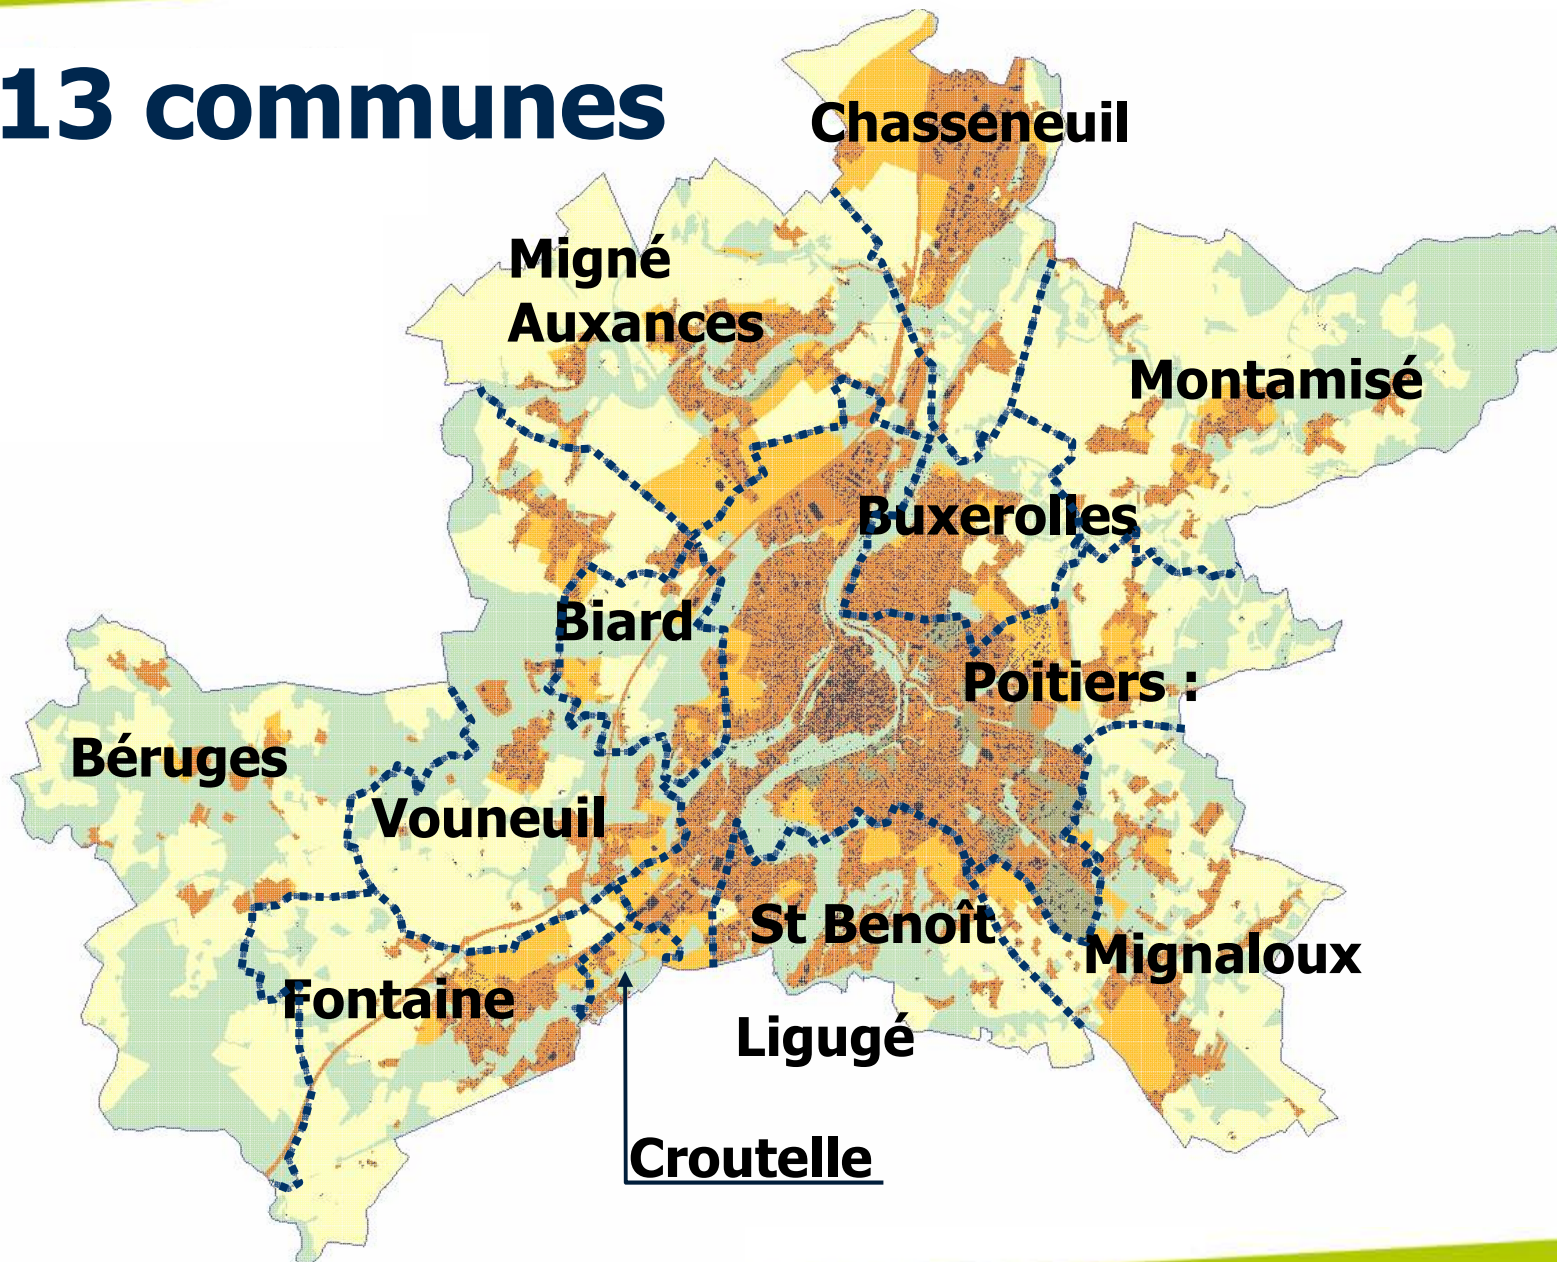 13 communes
Chasseneuil
Migné
Auxances
Montamisé
Buxerolles
Biard
Poitiers :
Béruges
Vouneuil
St Benoît
Mignaloux
Fontaine
Ligugé
Croutelle